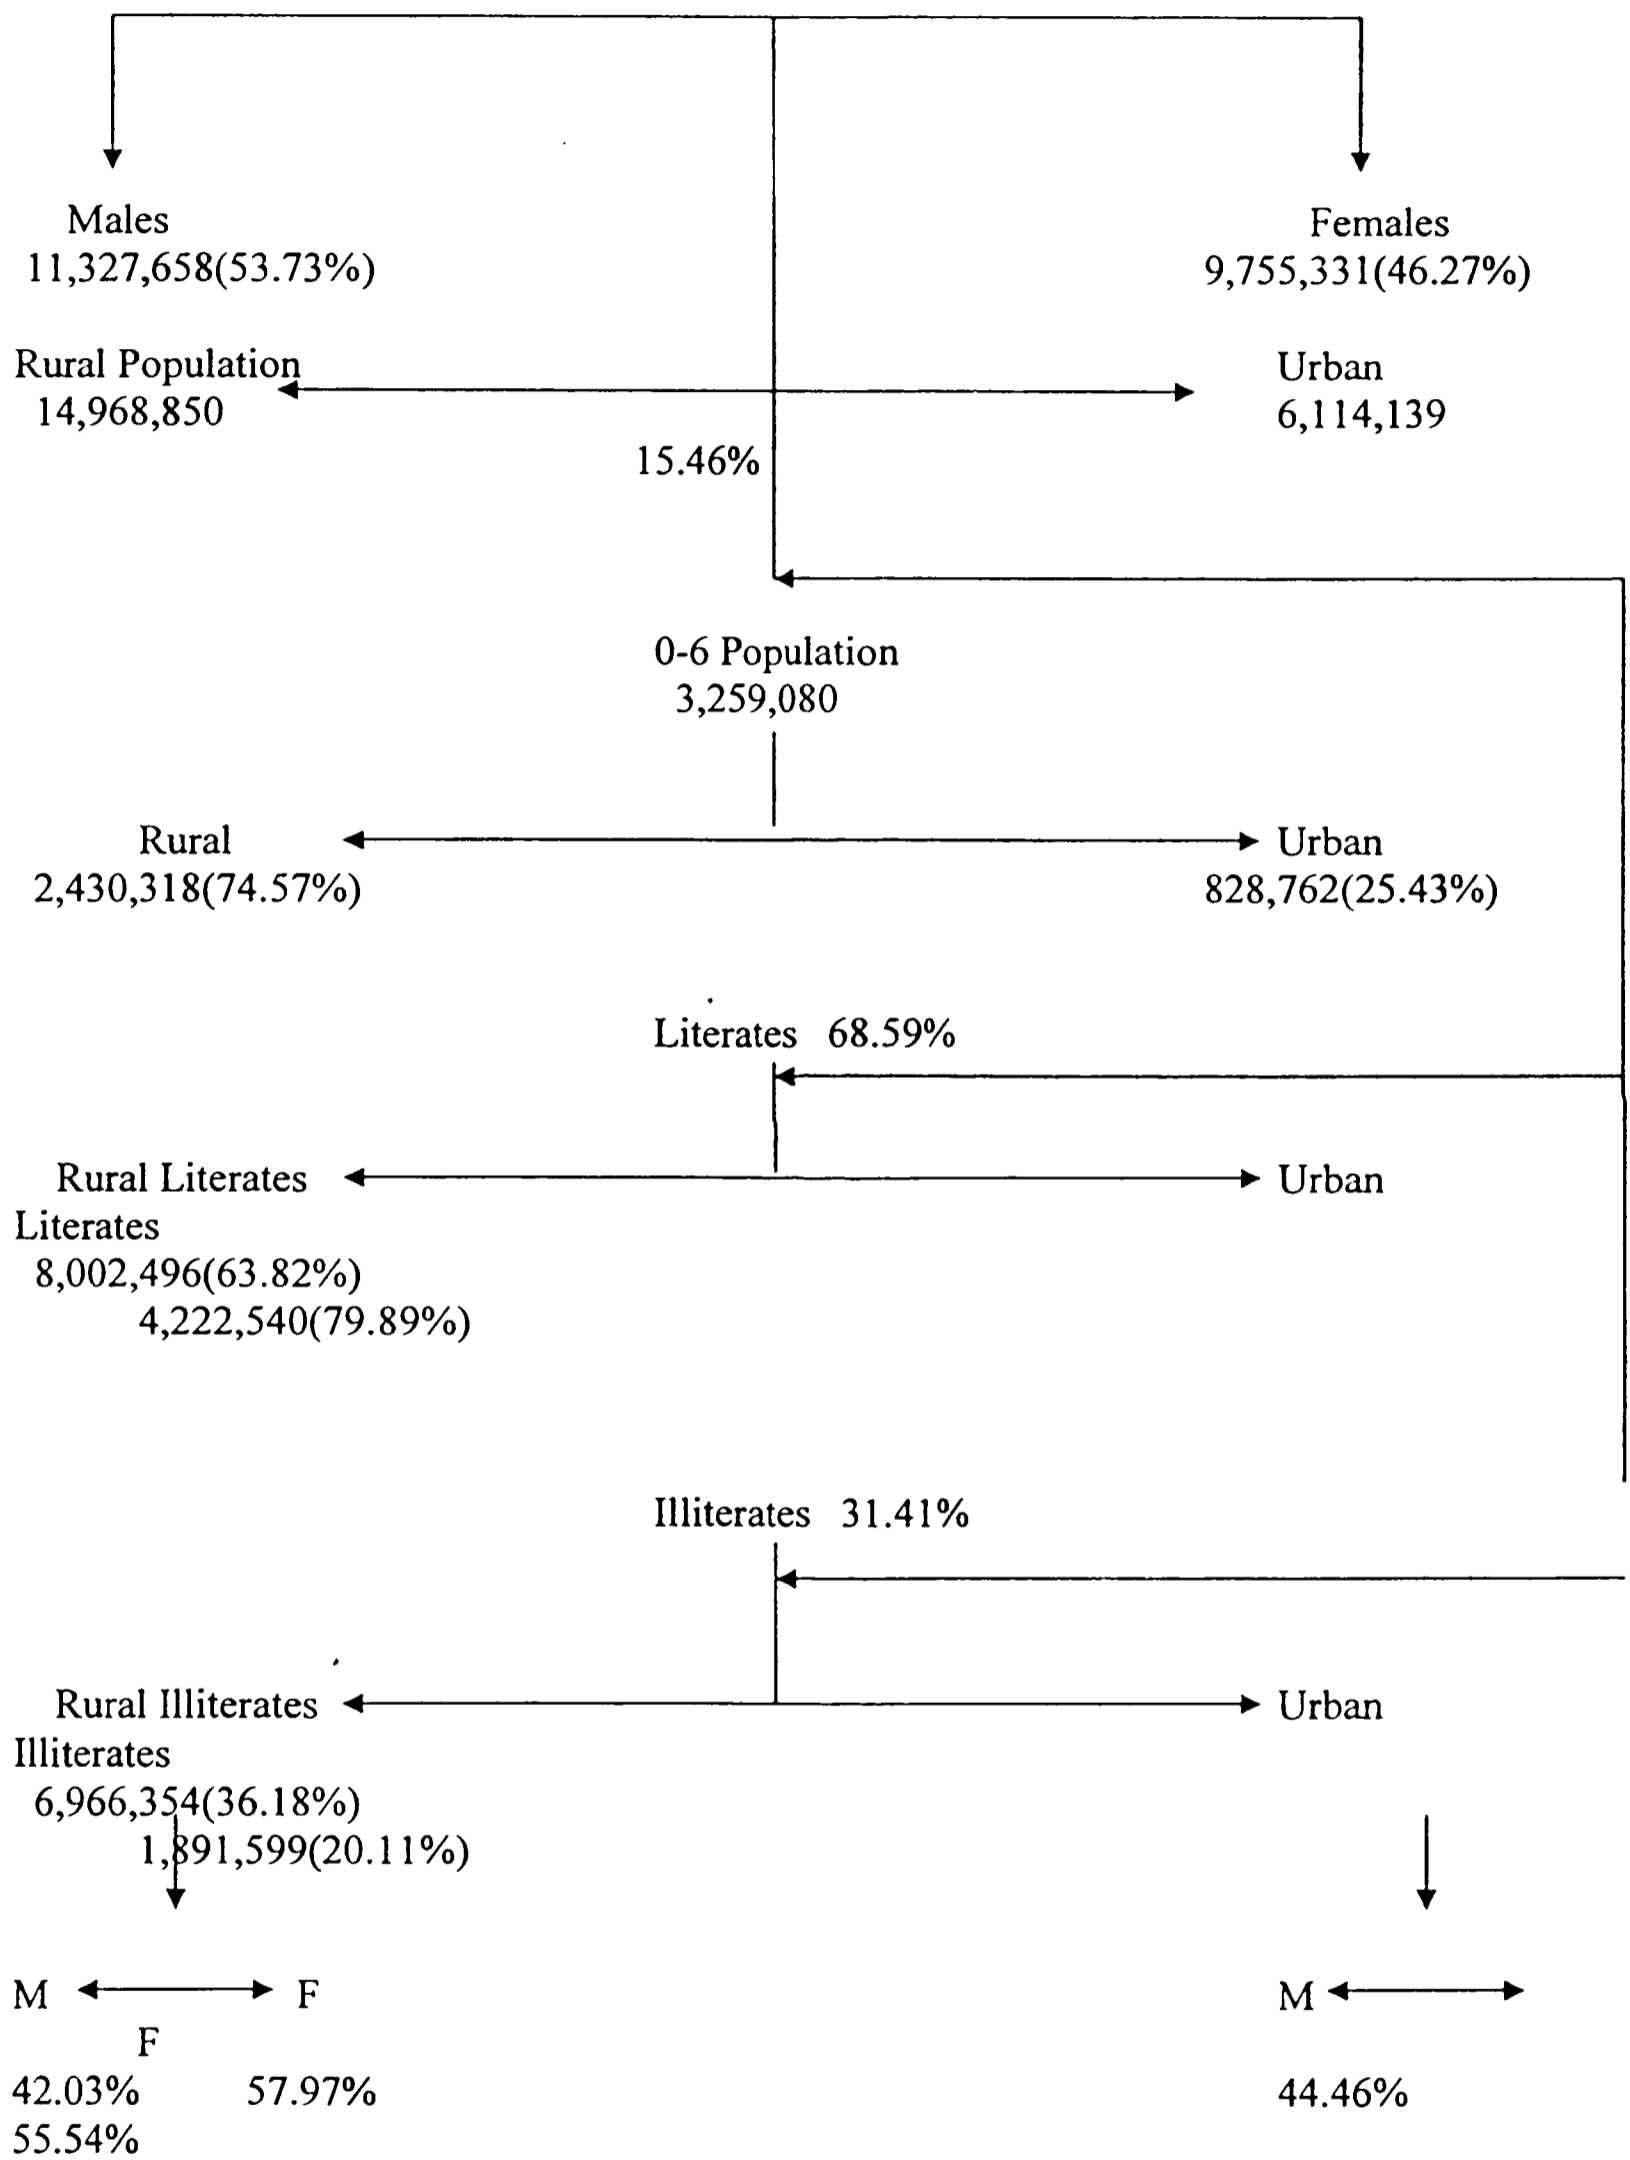 Males Females
11,327,658(53.73%) 9,755,331(46.27%)
Rural Population Urban
14,968,850 6,114,139
15.46%
0-6 Population
3,259,080
Rural Urban
2,430,318(74.57%) 828,762(25.43%)
Literates 68.59%
Rural Literates Urban
Literates
8,002,496(63.82%)
4,222,540(79.89%)
Illiterates 31.41%
Rural Illiterates Urban
Illiterates
6,966,354(36.18%)
1,891,599(20.11%)
M F M
F
42.03% 57.97% 44.46%
55.54%